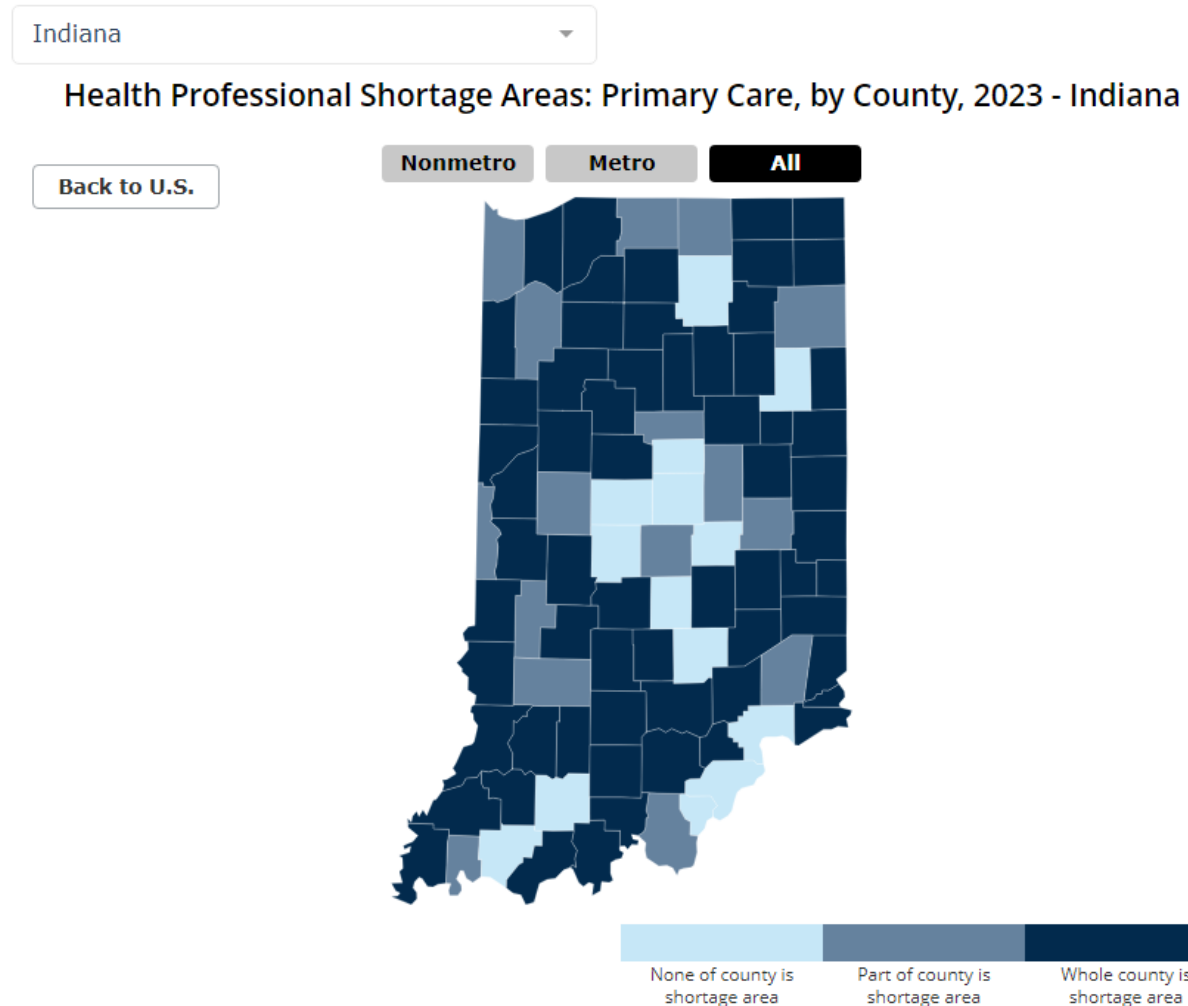 Indiana
Health Professional Shortage Areas: Primary Care, by County, 2023 - Indiana
Back to U.S.
Nonmetro
Metro
All
None of county is
shortage area
Part of county is
shortage area
Whole county is
shortage area